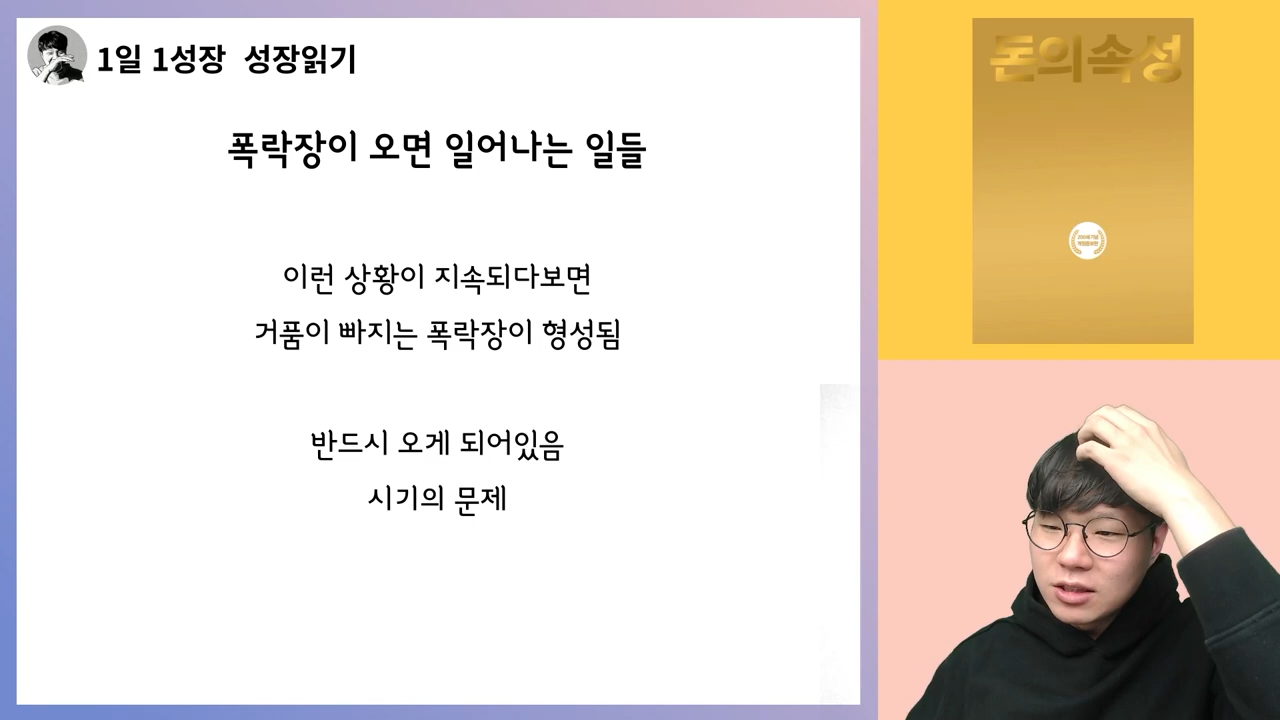 1일 1성장 성장읽기
폭락장이 오면 일어나는 일들
이런 상황이 지속되다보면
거품이 빠지는 폭락장이 형성됨
반드시 오게 되어있음
시기의 문제
돈의 속성